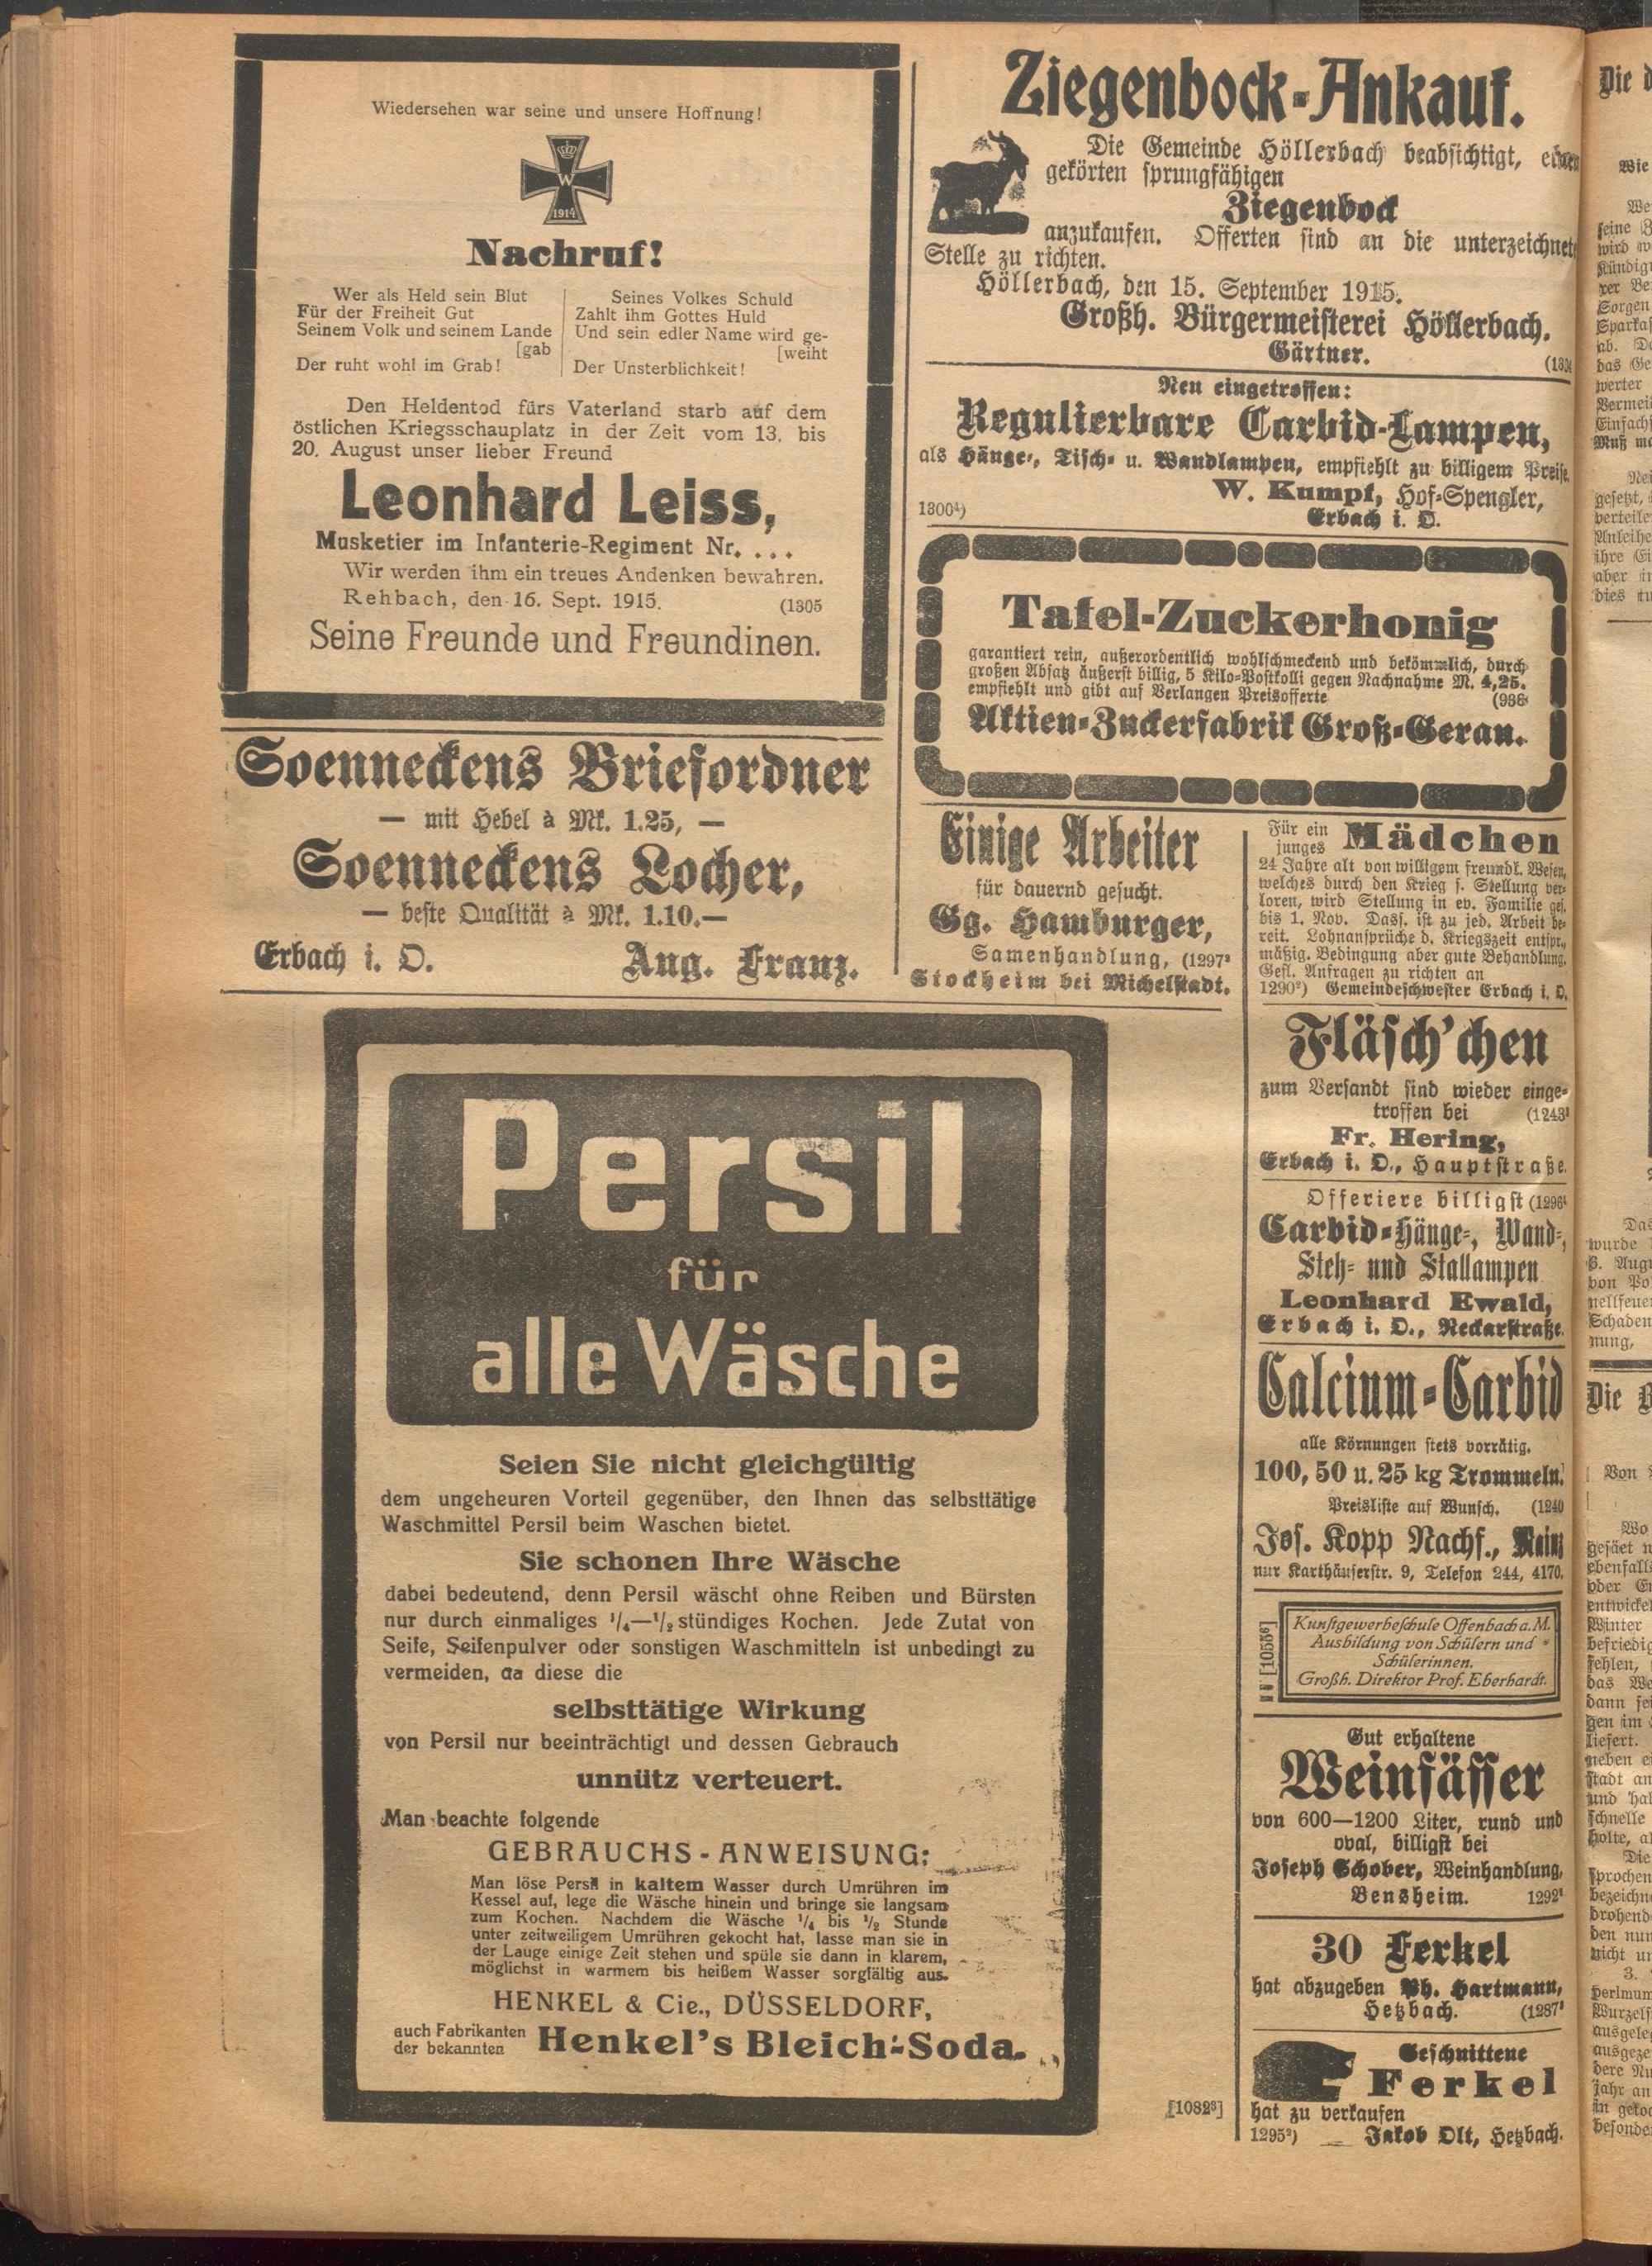 Wiedersehen war seine und unsere Hoffnung!
W
1914
Nachruf!
Wer als Held sein Blut
Für der Freiheit Gut
Seinem Volk und seinem Lande
[gab
Der ruht wohl im Grab!
Seines Volkes Schuld
Zahlt ihm Gottes Huld
Und sein edler Name wird ge-
[weiht
Der Unsterblichkeit!
Den Heldentod fürs Vaterland starb auf dem
östlichen Kriegsschauplatz in der Zeit vom 13. bis
20. August unser lieber Freund
Leonhard Leiss,
Musketier im Infanterie-Regiment Nr. ...
Wir werden ihm ein treues Andenken bewahren.
Rehbach, den 16. Sept. 1915. (1305
Seine Freunde und Freundinen.
Soenneckens Briefordner
— mit Hebel à Mk. 1.25, —
Soenneckens Locher,
— beste Qualität à Mk. 1.10.—
Erbach i. O. Aug. Franz.
Ziegenbock-Ankauf.
Die Gemeinde Höllerbach beabsichtigt, einen
gekörten sprungfähigen
Ziegenbock
anzukaufen. Offerten sind an die unterzeichnet
Stelle zu richten.
Höllerbach, den 15. September 1915.
Großh. Bürgermeisterei Höllerbach.
Gärtner. (130
Neu eingetroffen:
Regulierbare Carbid-Lampen,
als Hänge-, Tisch- u. Wandlampen, empfiehlt zu billigem Preise.
W. Kumpf, Hof-Spengler,
1300⁴) Erbach i. O.
Tafel-Zuckerhonig
garantiert rein, außerordentlich wohlschmeckend und bekömmlich, durch
großen Absatz äußerst billig, 5 Kilo-Postkolli gegen Nachnahme M. 4,25.
empfiehlt und gibt auf Verlangen Preisofferte (936
Aktien-Zuckerfabrik Groß-Gerau.
Einige Arbeiter
für dauernd gesucht.
Gg. Hamburger,
Samenhandlung, (1297²
Stockheim bei Michelstadt.
Für ein
junges Mädchen
24 Jahre alt von willigem freundl. Wesen,
welches durch den Krieg s. Stellung ver-
loren, wird Stellung in ev. Familie ges.
bis 1. Nov. Dass. ist zu jed. Arbeit be-
reit. Lohnansprüche d. Kriegszeit entspr.,
mäßig. Bedingung aber gute Behandlung.
Gefl. Anfragen zu richten an
1290²) Gemeindeschwester Erbach i. O.
Fläsch'chen
zum Versandt sind wieder einge-
troffen bei (1243
Fr. Hering,
Erbach i. O., Hauptstraße.
Offeriere billigst (1296
Carbid-Hänge-, Wand-,
Steh- und Stallampen
Leonhard Ewald,
Erbach i. O., Neckarstraße.
Calcium-Carbid
alle Körnungen stets vorrätig.
100, 50 u. 25 kg Trommeln.
Preisliste auf Wunsch. (1240
Jos. Kopp Nachf., Mainz
nur Karthäuserstr. 9, Telefon 244, 4170.
[1055⁶]
Kunstgewerbeschule Offenbach a. M.
Ausbildung von Schülern und
Schülerinnen.
Großh. Direktor Prof. Eberhardt.
Gut erhaltene
Weinfässer
von 600—1200 Liter, rund und
oval, billigst bei
Joseph Schober, Weinhandlung,
Bensheim. 1292¹
30 Ferkel
hat abzugeben Ph. Hartmann,
Hetzbach. (1287
Geschnittene
Ferkel
hat zu verkaufen
1295²) Jakob Olt, Hetzbach.
Persil
für
alle Wäsche
Seien Sie nicht gleichgültig
dem ungeheuren Vorteil gegenüber, den Ihnen das selbsttätige
Waschmittel Persil beim Waschen bietet.
Sie schonen Ihre Wäsche
dabei bedeutend, denn Persil wäscht ohne Reiben und Bürsten
nur durch einmaliges ¹/₄—¹/₂ stündiges Kochen. Jede Zutat von
Seife, Seifenpulver oder sonstigen Waschmitteln ist unbedingt zu
vermeiden, da diese die
selbsttätige Wirkung
von Persil nur beeinträchtigt und dessen Gebrauch
unnütz verteuert.
Man beachte folgende
GEBRAUCHS-ANWEISUNG:
Man löse Persil in kaltem Wasser durch Umrühren im
Kessel auf, lege die Wäsche hinein und bringe sie langsam
zum Kochen. Nachdem die Wäsche ¹/₄ bis ¹/₂ Stunde
unter zeitweiligem Umrühren gekocht hat, lasse man sie in
der Lauge einige Zeit stehen und spüle sie dann in klarem,
möglichst in warmem bis heißem Wasser sorgfältig aus.
HENKEL & Cie., DÜSSELDORF,
auch Fabrikanten
der bekannten Henkel's Bleich-Soda.
[1082³]